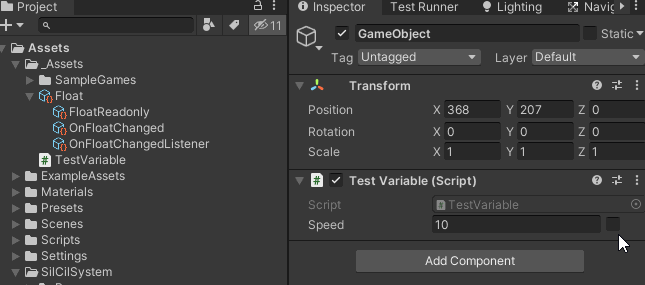 Project
11
Assets
_Assets
SampleGames
Float
FloatReadonly
OnFloatChanged
OnFloatChangedListener
# TestVariable
ExampleAssets
Materials
Presets
Scenes
Scripts
Settings
SilCilSystem
Inspector Test Runner Lighting Navig
GameObject Static
Tag Untagged Layer Default
Transform
Position X 368 Y 207 Z 0
Rotation X 0 Y 0 Z 0
Scale X 1 Y 1 Z 1
# Test Variable (Script)
Script # TestVariable
Speed 10
Add Component